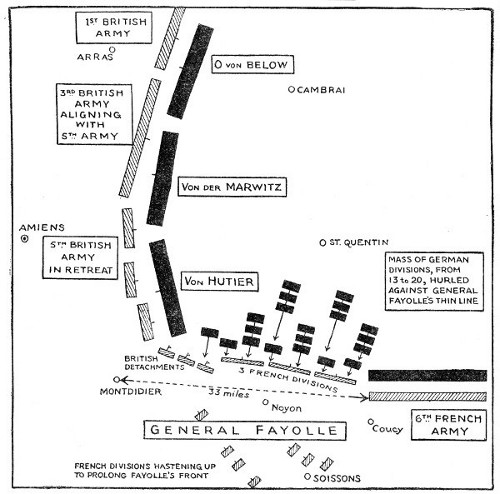 1ST BRITISH
ARMY
ARRAS
O VON BELOW
CAMBRAI
3RD BRITISH
ARMY
ALIGNING
WITH
5TH ARMY
VON DER MARWITZ
AMIENS
5TH BRITISH
ARMY
IN RETREAT
ST. QUENTIN
VON HUTIER
MASS OF GERMAN
DIVISIONS, FROM
13 TO 20, HURLED
AGAINST GENERAL
FAYOLLE'S THIN LINE
BRITISH
DETACHMENTS
3 FRENCH DIVISIONS
MONTDIDIER
33 miles
Noyon
GENERAL FAYOLLE
Coucy
6TH FRENCH
ARMY
FRENCH DIVISIONS HASTENING UP
TO PROLONG FAYOLLE'S FRONT
SOISSONS